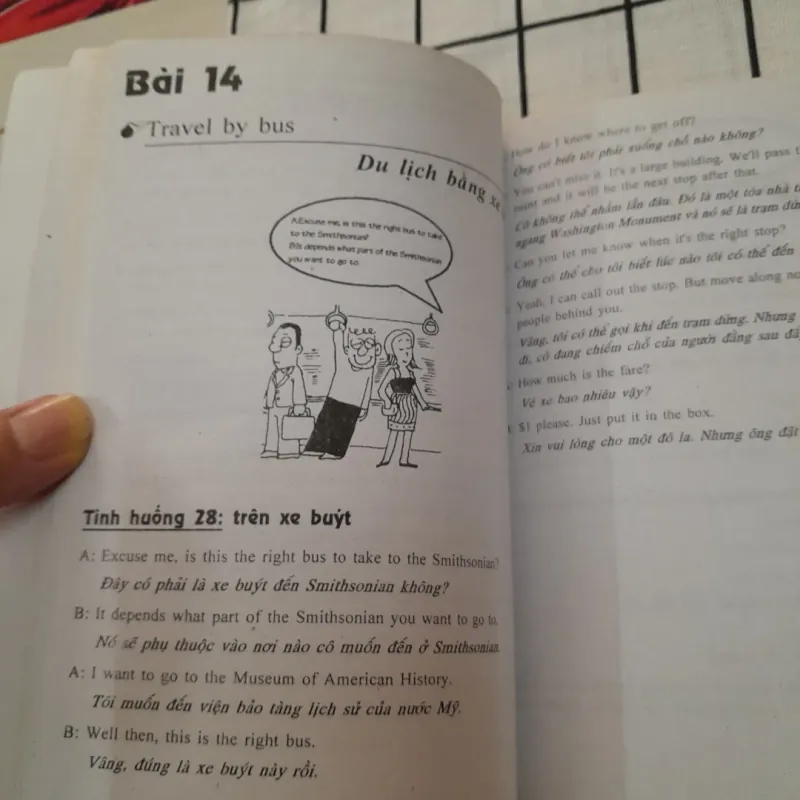 Bài 14
Travel by bus
Du lịch bằng xe
A:Excuse me, is this the right bus to take
to the Smithsonian?
B:Is depends what part of the Smithsonian
you want to go to.
Tình huống 28: trên xe buýt
A: Excuse me, is this the right bus to take to the Smithsonian?
Đây có phải là xe buýt đến Smithsonian không?
B: It depends what part of the Smithsonian you want to go to.
Nó sẽ phụ thuộc vào nơi nào cô muốn đến ở Smithsonian.
A: I want to go to the Museum of American History.
Tôi muốn đến viện bảo tàng lịch sử của nước Mỹ.
B: Well then, this is the right bus.
Vâng, đúng là xe buýt này rồi.
How do I know where to get off?
Ông có biết tôi phải xuống chỗ nào không?
You can't miss it. It's a large building. We'll pass
and it will be the next stop after that.
Cô không thể nhầm lẫn đâu. Đó là một tòa nhà
ngang Washington Monument và nó sẽ là trạm
Can you let me know when it's the right stop?
Ông có thể cho tôi biết lúc nào tôi có thể đến
Yeah, I can call out the stop. But move along
people behind you.
Vâng, tôi có thể gọi khi đến trạm dừng. Nhưng
đi, cô đang chiếm chỗ của người đằng sau
How much is the fare?
Vé xe bao nhiêu vậy?
$1 please. Just put it in the box.
Xin vui lòng cho một đô la. Nhưng ông đặt